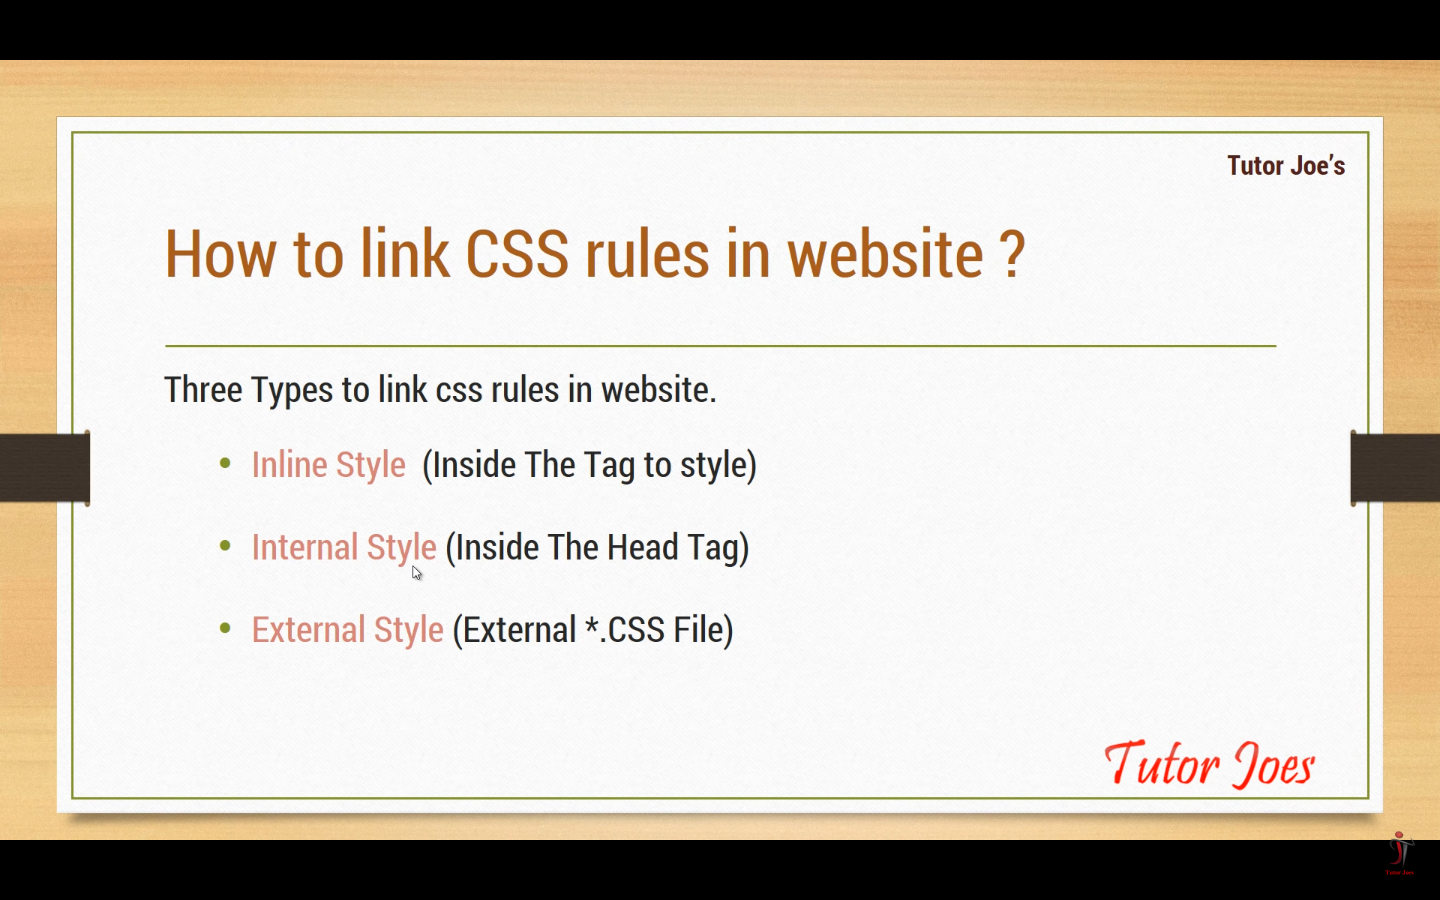 Tutor Joe's
How to link CSS rules in website ?
Three Types to link css rules in website.
• Inline Style (Inside The Tag to style)
• Internal Style (Inside The Head Tag)
• External Style (External *.CSS File)
Tutor Joes
Tutor Joes